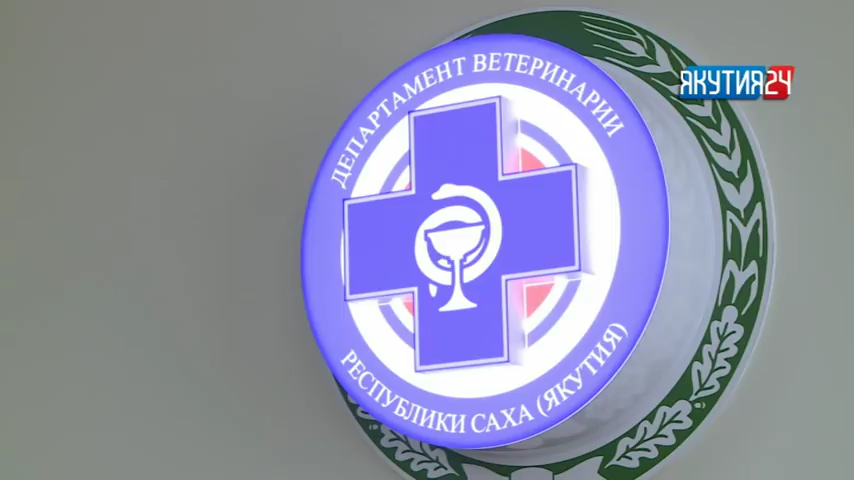 ЯКУТИЯ24
ДЕПАРТАМЕНТ ВЕТЕРИНАРИИ
РЕСПУБЛИКИ САХА (ЯКУТИЯ)